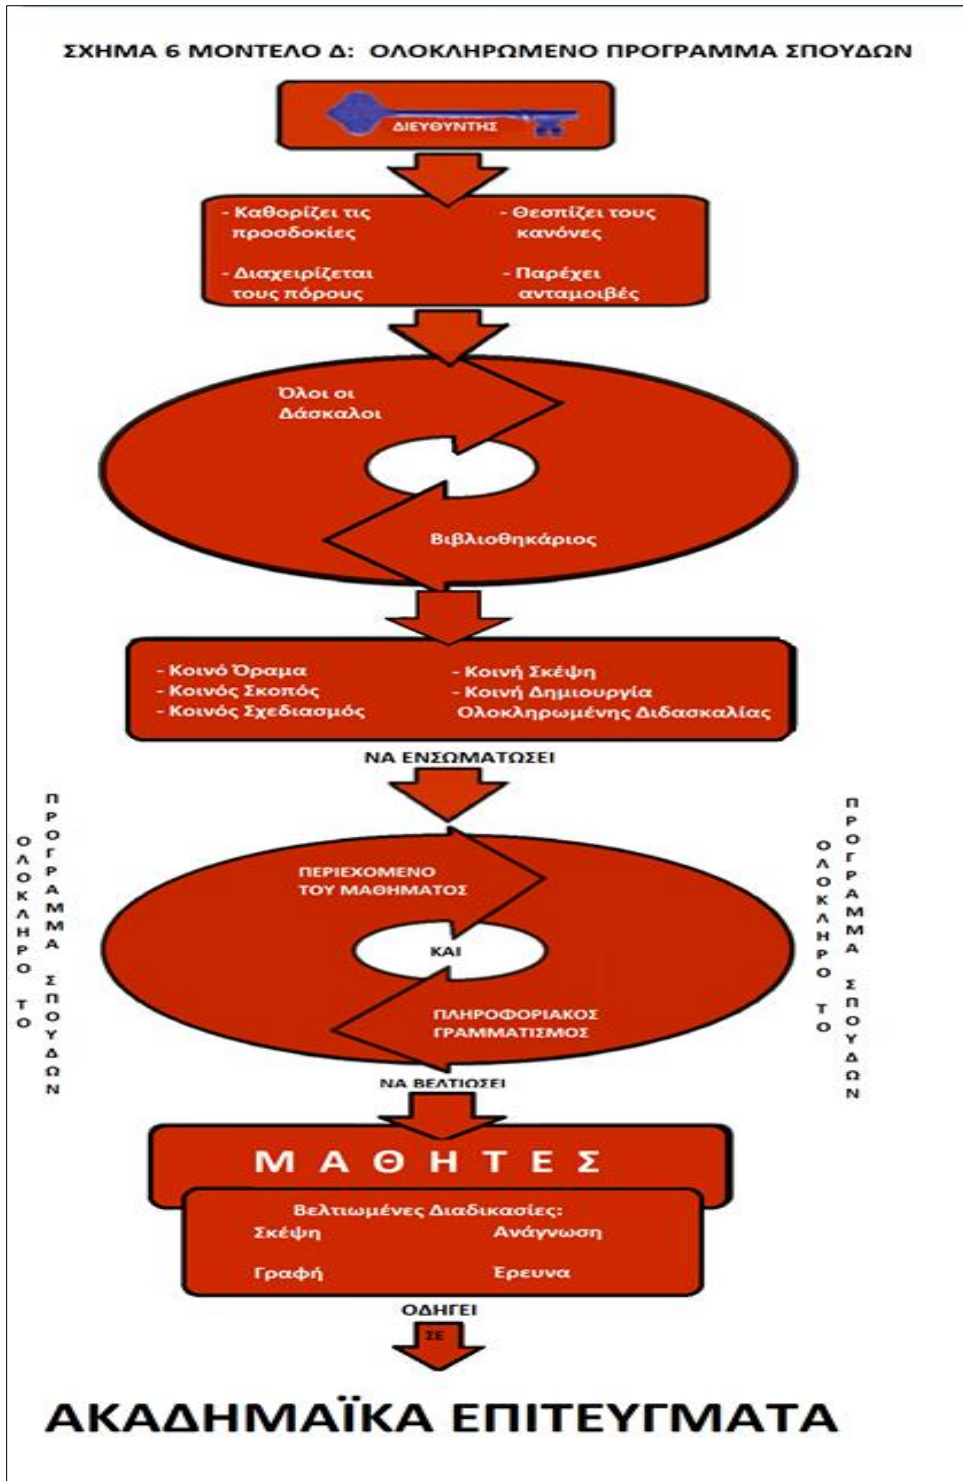 ΣΧΗΜΑ 6 ΜΟΝΤΕΛΟ Δ: ΟΛΟΚΛΗΡΩΜΕΝΟ ΠΡΟΓΡΑΜΜΑ ΣΠΟΥΔΩΝ
ΔΙΕΥΘΥΝΤΗΣ
- Καθορίζει τις
προσδοκίες
- Διαχειρίζεται
τους πόρους
- Θεσπίζει τους
κανόνες
- Παρέχει
ανταμοιβές
Όλοι οι
Δάσκαλοι
Βιβλιοθηκάριος
- Κοινό Όραμα
- Κοινός Σκοπός
- Κοινός Σχεδιασμός
- Κοινή Σκέψη
- Κοινή Δημιουργία
Ολοκληρωμένης Διδασκαλίας
ΝΑ ΕΝΣΩΜΑΤΩΣΕΙ
ΟΛΟΚΛΗΡΟ ΤΟ
ΠΡΟΓΡΑΜΜΑ ΣΠΟΥΔΩΝ
ΠΕΡΙΕΧΟΜΕΝΟ
ΤΟΥ ΜΑΘΗΜΑΤΟΣ
ΚΑΙ
ΠΛΗΡΟΦΟΡΙΑΚΟΣ
ΓΡΑΜΜΑΤΙΣΜΟΣ
ΟΛΟΚΛΗΡΟ ΤΟ
ΠΡΟΓΡΑΜΜΑ ΣΠΟΥΔΩΝ
ΝΑ ΒΕΛΤΙΩΣΕΙ
ΜΑΘΗΤΕΣ
Βελτιωμένες Διαδικασίες:
Σκέψη Ανάγνωση
Γραφή Έρευνα
ΟΔΗΓΕΙ
ΣΕ
ΑΚΑΔΗΜΑΪΚΑ ΕΠΙΤΕΥΓΜΑΤΑ